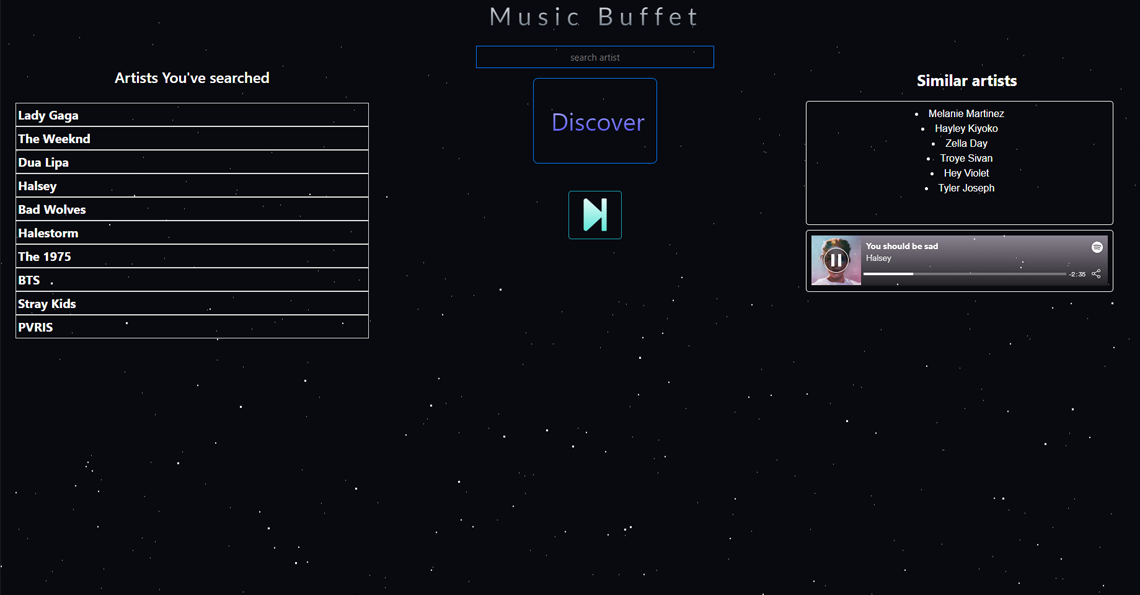 Music Buffet
search artist
Discover
Artists You've searched
Lady Gaga
The Weeknd
Dua Lipa
Halsey
Bad Wolves
Halestorm
The 1975
BTS
Stray Kids
PVRIS
Similar artists
Melanie Martinez
Hayley Kiyoko
Zella Day
Troye Sivan
Hey Violet
Tyler Joseph
You should be sad
Halsey
-2:35